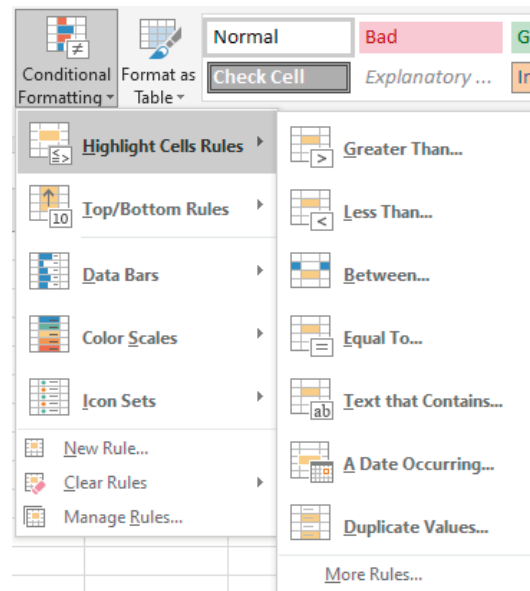 Normal
Bad
G
Conditional
Formatting
Format as
Table
Check Cell
Explanatory ...
In
Highlight Cells Rules
10
Top/Bottom Rules
Data Bars
Color Scales
Icon Sets
New Rule...
Clear Rules
Manage Rules...
Greater Than...
Less Than...
Between...
Equal To...
ab
Text that Contains...
A Date Occurring...
Duplicate Values...
More Rules...